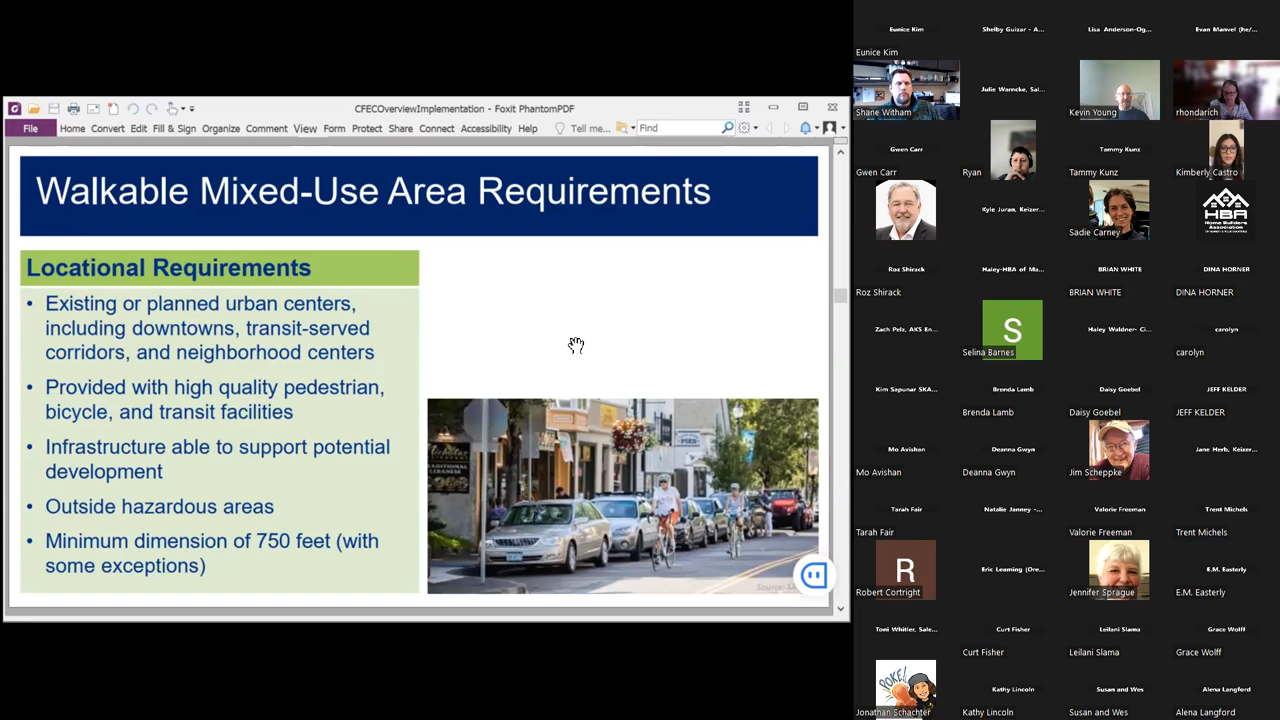 CFECOverviewImplementation - Foxit PhantomPDF
File Home Convert Edit Fill & Sign Organize Comment View Form Protect Share Connect Accessibility Help Tell me... Find
Walkable Mixed-Use Area Requirements
Locational Requirements
• Existing or planned urban centers,
including downtowns, transit-served
corridors, and neighborhood centers
• Provided with high quality pedestrian,
bicycle, and transit facilities
• Infrastructure able to support potential
development
• Outside hazardous areas
• Minimum dimension of 750 feet (with
some exceptions)
Eunice Kim Shelby Guizar - A... Lisa Anderson-Og... Evan Manvel (he/...
Eunice Kim
Shane Witham Julie Warncke, Sal... Kevin Young rhondarich
Gwen Carr Tammy Kunz
Gwen Carr Ryan Tammy Kunz Kimberly Castro
Kyle Juran, Keizer...
Sadie Carney
HBA
Home Builders
Association
Roz Shirack Haley-HBA of Ma... BRIAN WHITE DINA HORNER
Roz Shirack BRIAN WHITE DINA HORNER
Zach Pelz, AKS En... S Haley Waldner- Ci... carolyn
Selina Barnes carolyn
Kim Sapunar SKA... Brenda Lamb Daisy Goebel JEFF KELDER
Brenda Lamb Daisy Goebel JEFF KELDER
Mo Avishan Deanna Gwyn Jane Herb, Keizer...
Mo Avishan Deanna Gwyn Jim Scheppke
Tarah Fair Natalie Janney -... Valorie Freeman Trent Michels
Tarah Fair Valorie Freeman Trent Michels
R Eric Leaming (Ore... E.M. Easterly
Robert Cortright Jennifer Sprague E.M. Easterly
Toni Whitler, Sale... Curt Fisher Leilani Slama Grace Wolff
Curt Fisher Leilani Slama Grace Wolff
POKE! Kathy Lincoln Susan and Wes Alena Langford
Jonathan Schachter Kathy Lincoln Susan and Wes Alena Langford